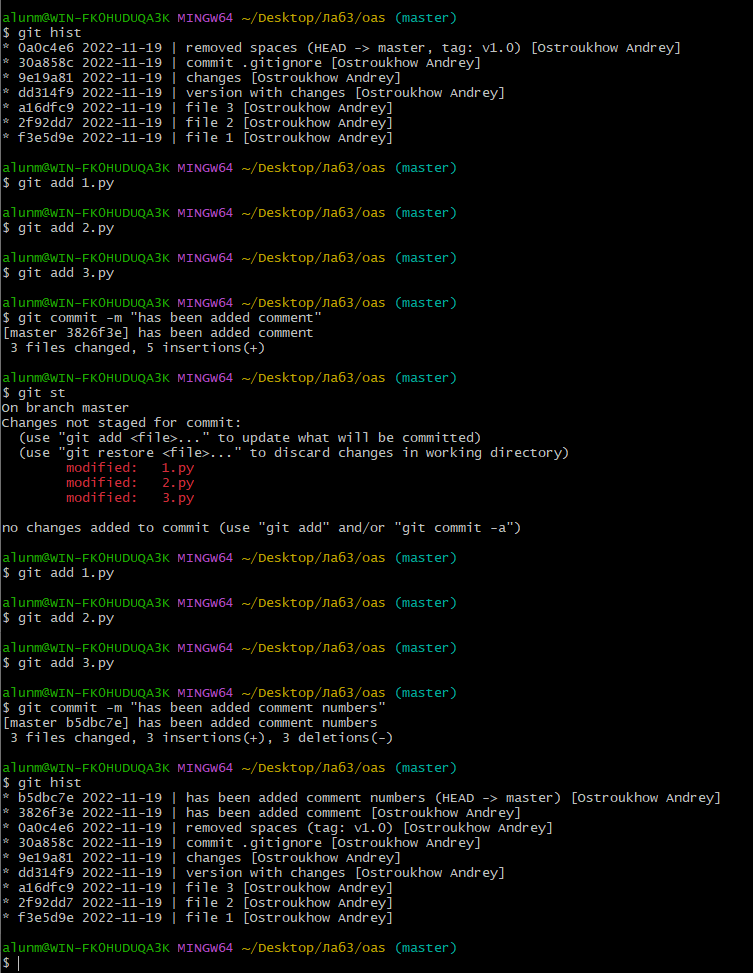 alunm@WIN-FK0HUDUQA3K MINGW64 ~/Desktop/Лаб3/oas (master)
$ git hist
* 0a0c4e6 2022-11-19 | removed spaces (HEAD -> master, tag: v1.0) [Ostroukhow Andrey]
* 30a858c 2022-11-19 | commit .gitignore [Ostroukhow Andrey]
* 9e19a81 2022-11-19 | changes [Ostroukhow Andrey]
* dd314f9 2022-11-19 | version with changes [Ostroukhow Andrey]
* a16dfc9 2022-11-19 | file 3 [Ostroukhow Andrey]
* 2f92dd7 2022-11-19 | file 2 [Ostroukhow Andrey]
* f3e5d9e 2022-11-19 | file 1 [Ostroukhow Andrey]
alunm@WIN-FK0HUDUQA3K MINGW64 ~/Desktop/Лаб3/oas (master)
$ git add 1.py
alunm@WIN-FK0HUDUQA3K MINGW64 ~/Desktop/Лаб3/oas (master)
$ git add 2.py
alunm@WIN-FK0HUDUQA3K MINGW64 ~/Desktop/Лаб3/oas (master)
$ git add 3.py
alunm@WIN-FK0HUDUQA3K MINGW64 ~/Desktop/Лаб3/oas (master)
$ git commit -m "has been added comment"
[master 3826f3e] has been added comment
 3 files changed, 5 insertions(+)
alunm@WIN-FK0HUDUQA3K MINGW64 ~/Desktop/Лаб3/oas (master)
$ git st
On branch master
Changes not staged for commit:
  (use "git add <file>..." to update what will be committed)
  (use "git restore <file>..." to discard changes in working directory)
        modified:   1.py
        modified:   2.py
        modified:   3.py
no changes added to commit (use "git add" and/or "git commit -a")
alunm@WIN-FK0HUDUQA3K MINGW64 ~/Desktop/Лаб3/oas (master)
$ git add 1.py
alunm@WIN-FK0HUDUQA3K MINGW64 ~/Desktop/Лаб3/oas (master)
$ git add 2.py
alunm@WIN-FK0HUDUQA3K MINGW64 ~/Desktop/Лаб3/oas (master)
$ git add 3.py
alunm@WIN-FK0HUDUQA3K MINGW64 ~/Desktop/Лаб3/oas (master)
$ git commit -m "has been added comment numbers"
[master b5dbc7e] has been added comment numbers
 3 files changed, 3 insertions(+), 3 deletions(-)
alunm@WIN-FK0HUDUQA3K MINGW64 ~/Desktop/Лаб3/oas (master)
$ git hist
* b5dbc7e 2022-11-19 | has been added comment numbers (HEAD -> master) [Ostroukhow Andrey]
* 3826f3e 2022-11-19 | has been added comment [Ostroukhow Andrey]
* 0a0c4e6 2022-11-19 | removed spaces (tag: v1.0) [Ostroukhow Andrey]
* 30a858c 2022-11-19 | commit .gitignore [Ostroukhow Andrey]
* 9e19a81 2022-11-19 | changes [Ostroukhow Andrey]
* dd314f9 2022-11-19 | version with changes [Ostroukhow Andrey]
* a16dfc9 2022-11-19 | file 3 [Ostroukhow Andrey]
* 2f92dd7 2022-11-19 | file 2 [Ostroukhow Andrey]
* f3e5d9e 2022-11-19 | file 1 [Ostroukhow Andrey]
alunm@WIN-FK0HUDUQA3K MINGW64 ~/Desktop/Лаб3/oas (master)
$